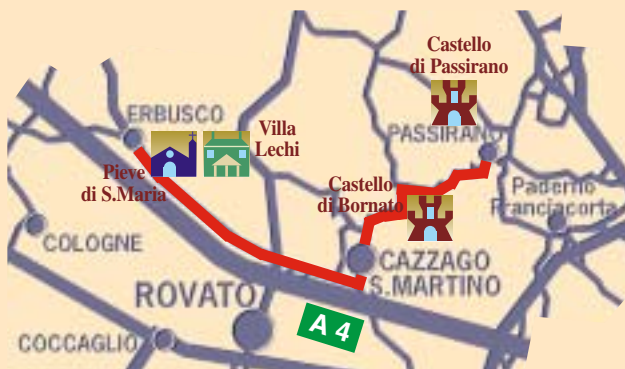 Castello
di Passirano
ERBUSCO
Villa
Lechi
PASSIRANO
Pieve
di S.Maria
Castello
di Bornato
Paderno
Franciacorta
COLOGNE
CAZZAGO
S.MARTINO
ROVATO
A 4
COCCAGLIO